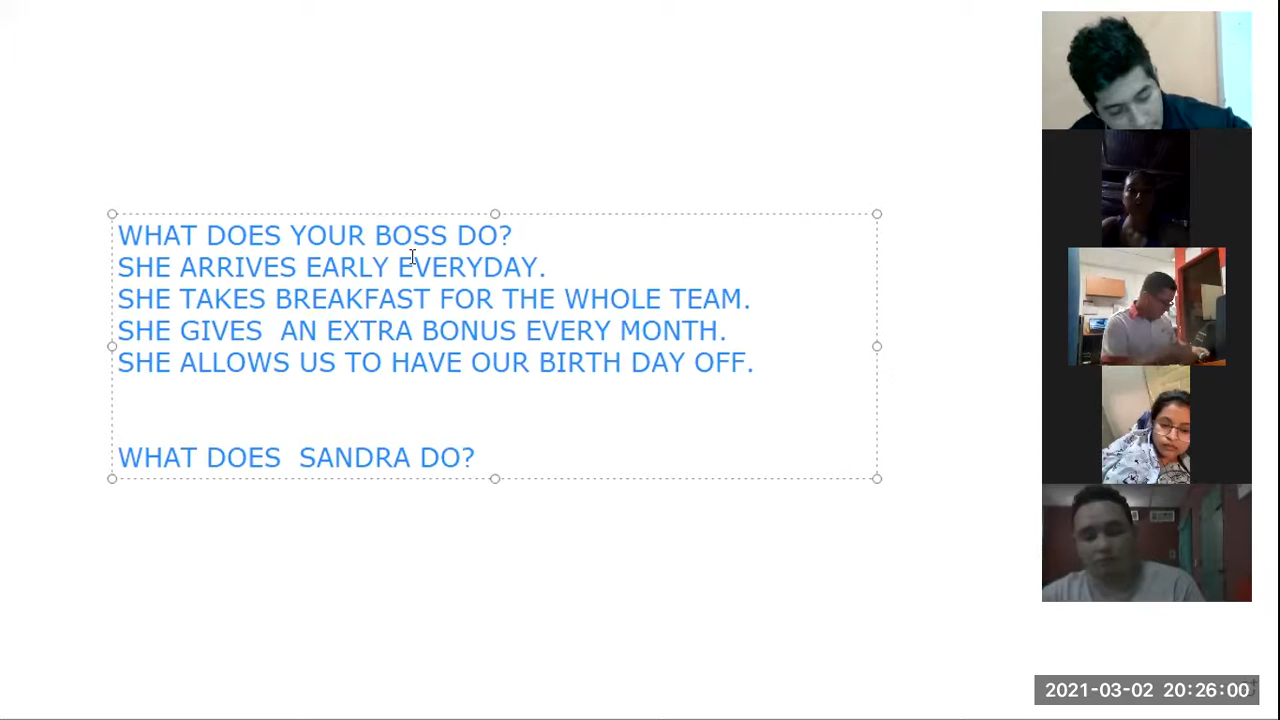 WHAT DOES YOUR BOSS DO?
SHE ARRIVES EARLY EVERYDAY.
SHE TAKES BREAKFAST FOR THE WHOLE TEAM.
SHE GIVES  AN EXTRA BONUS EVERY MONTH.
SHE ALLOWS US TO HAVE OUR BIRTH DAY OFF.
WHAT DOES  SANDRA DO?
2021-03-02 20:26:00